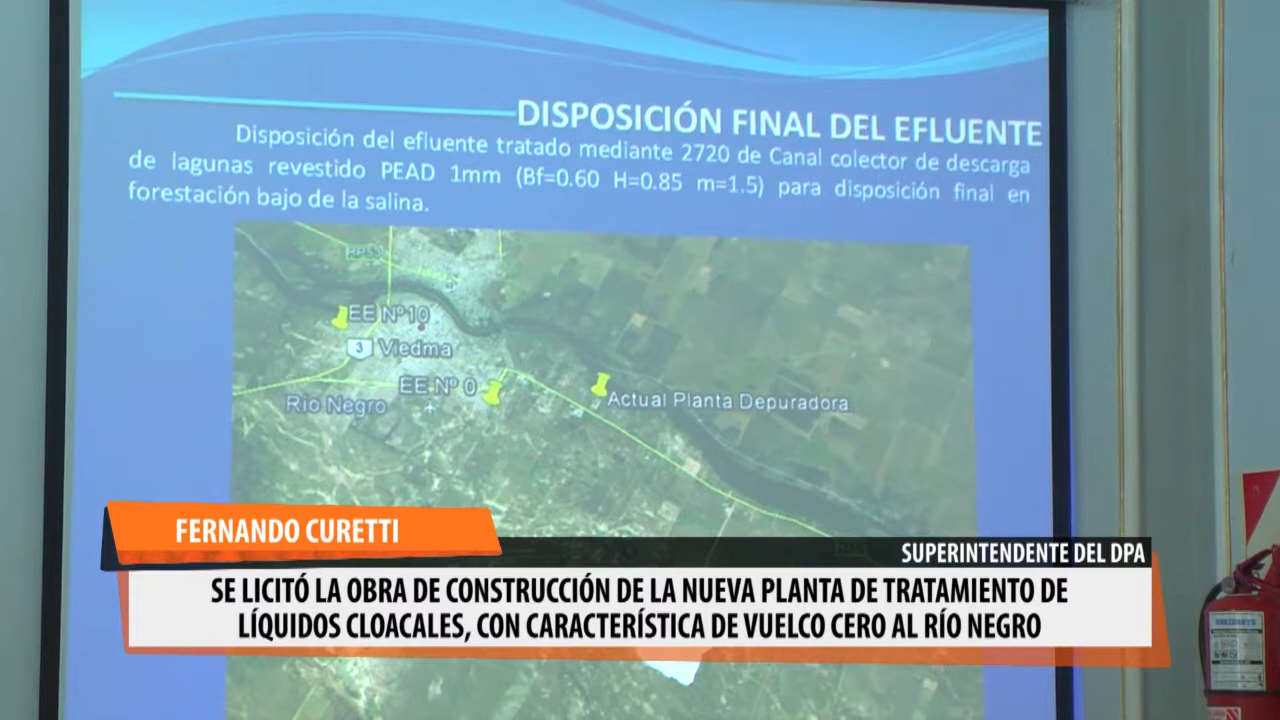 DISPOSICIÓN FINAL DEL EFLUENTE
Disposición del efluente tratado mediante 2720 de Canal colector de descarga
de lagunas revestido PEAD 1mm (Bf=0.60 H=0.85 m=1.5) para disposición final en
forestación bajo de la salina.
RP53
EE Nº10
3 Viedma
EE Nº 0
Rio Negro
Actual Planta Depuradora
FERNANDO CURETTI
SUPERINTENDENTE DEL DPA
SE LICITÓ LA OBRA DE CONSTRUCCIÓN DE LA NUEVA PLANTA DE TRATAMIENTO DE
LÍQUIDOS CLOACALES, CON CARACTERÍSTICA DE VUELCO CERO AL RÍO NEGRO